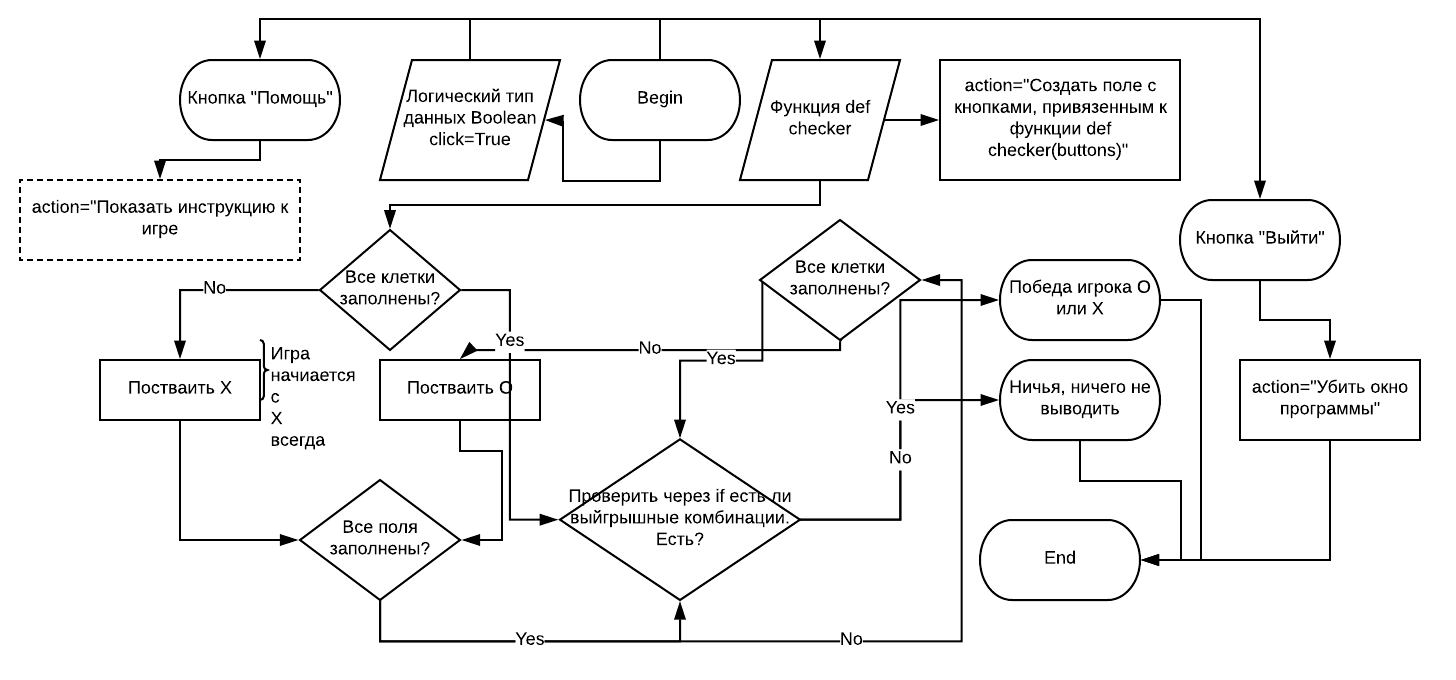 Кнопка "Помощь"
Логический тип
данных Boolean
click=True
Begin
Функция def
checker
action="Создать поле с
кнопками, привязенным к
функции def
checker(buttons)"
action="Показать инструкцию к
игре
Кнопка "Выйти"
Все клетки
заполнены?
Все клетки
заполнены?
Победа игрока О
или X
No
Yes
No
Yes
Постваить X
Игра
начиается
с
X
всегда
Постваить О
Ничья, ничего не
выводить
action="Убить окно
программы"
Yes
No
Проверить через if есть ли
выйгрышные комбинации.
Есть?
Все поля
заполнены?
End
Yes
No